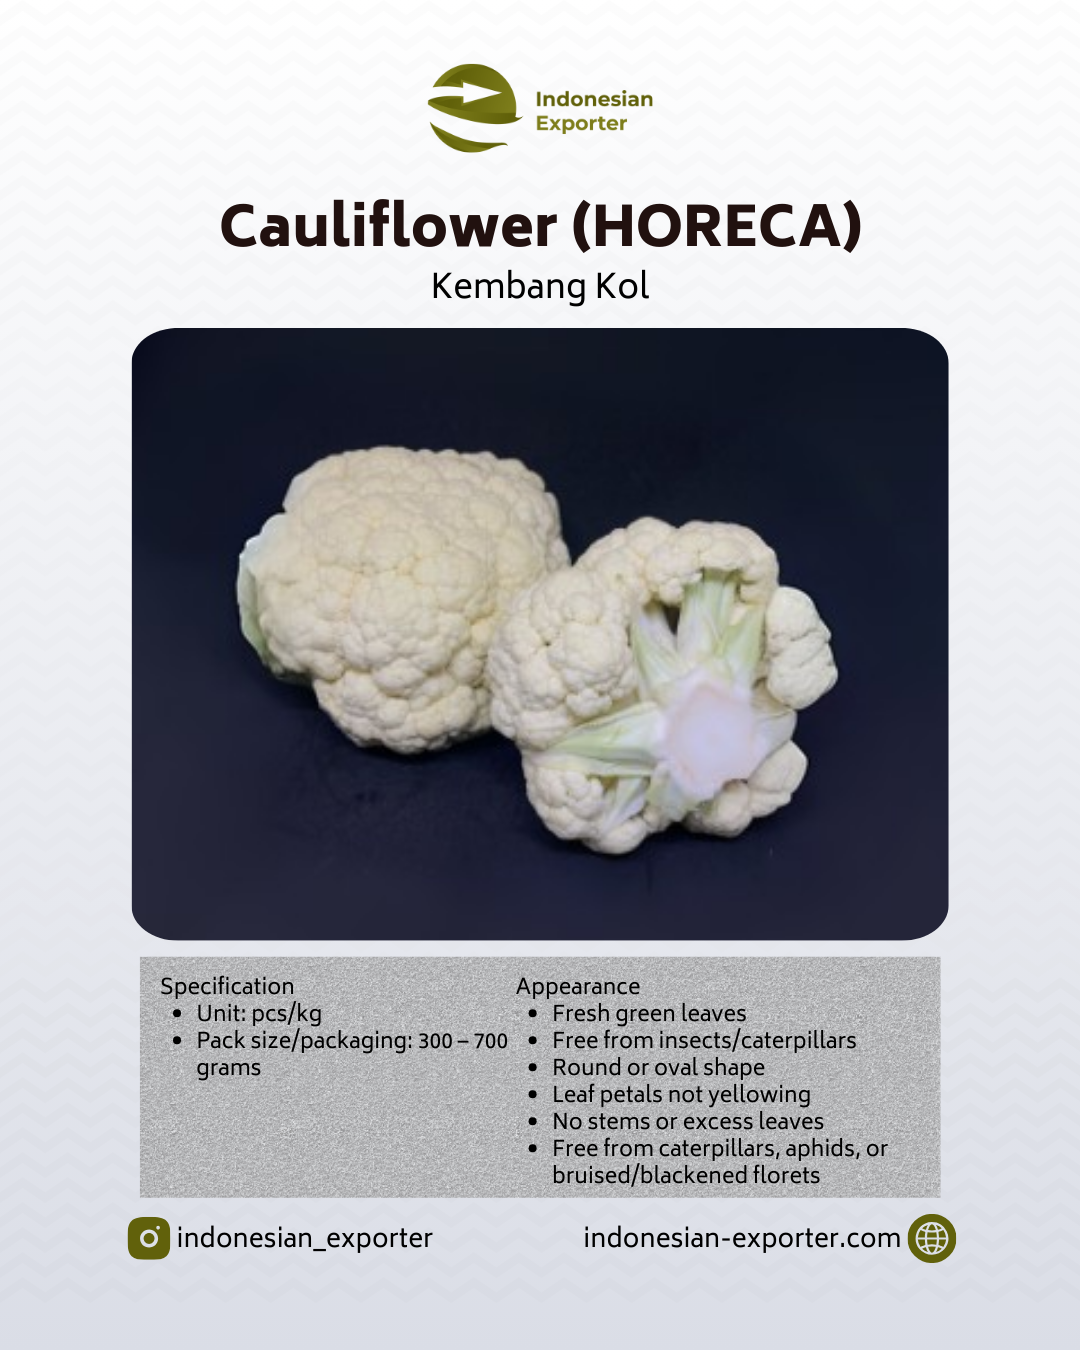 Indonesian
Exporter
Cauliflower (HORECA)
Kembang Kol
Specification
• Unit: pcs/kg
• Pack size/packaging: 300 – 700
grams
Appearance
• Fresh green leaves
• Free from insects/caterpillars
• Round or oval shape
• Leaf petals not yellowing
• No stems or excess leaves
• Free from caterpillars, aphids, or
bruised/blackened florets
indonesian_exporter
indonesian-exporter.com